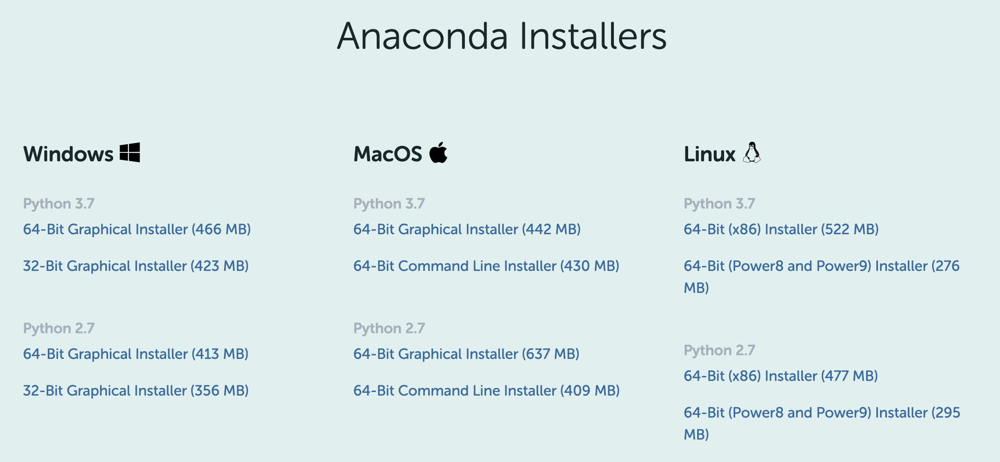 Anaconda Installers
Windows
Python 3.7
64-Bit Graphical Installer (466 MB)
32-Bit Graphical Installer (423 MB)
Python 2.7
64-Bit Graphical Installer (413 MB)
32-Bit Graphical Installer (356 MB)
MacOS
Python 3.7
64-Bit Graphical Installer (442 MB)
64-Bit Command Line Installer (430 MB)
Python 2.7
64-Bit Graphical Installer (637 MB)
64-Bit Command Line Installer (409 MB)
Linux
Python 3.7
64-Bit (x86) Installer (522 MB)
64-Bit (Power8 and Power9) Installer (276
MB)
Python 2.7
64-Bit (x86) Installer (477 MB)
64-Bit (Power8 and Power9) Installer (295
MB)